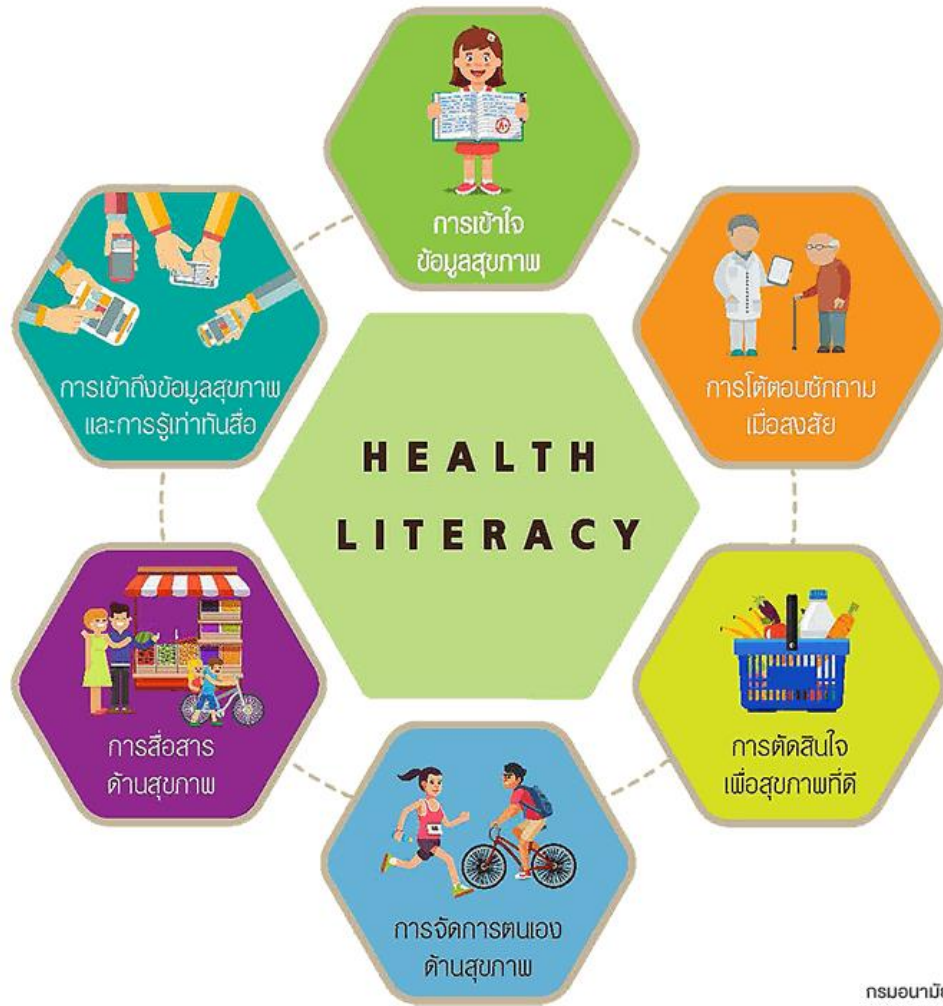 การเข้าใจ
ข้อมูลสุขภาพ
การเข้าถึงข้อมูลสุขภาพ
และการรู้เท่าทันสื่อ
การโต้ตอบซักถาม
เมื่อสงสัย
HEALTH
LITERACY
การสื่อสาร
ด้านสุขภาพ
การตัดสินใจ
เพื่อสุขภาพที่ดี
การจัดการตนเอง
ด้านสุขภาพ
A+